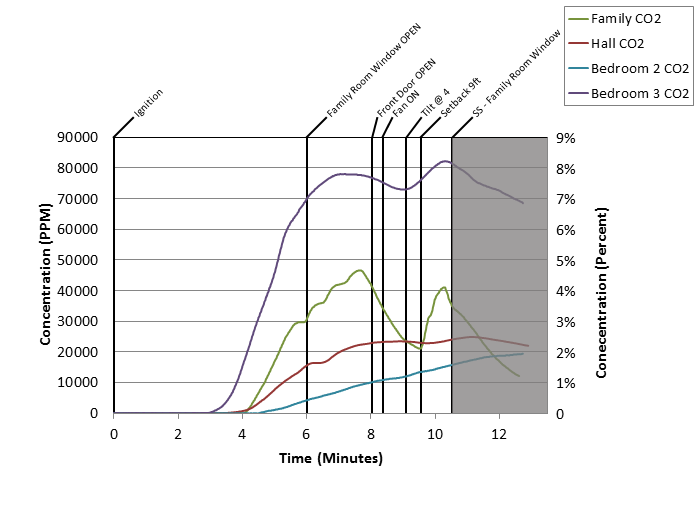 Family CO2
Hall CO2
Bedroom 2 CO2
Bedroom 3 CO2
Ignition
Family Room Window OPEN
Front Door OPEN
Fan ON
Tilt @ 4
Setback 9ft
SS - Family Room Window
90000
80000
70000
60000
50000
40000
30000
20000
10000
0
9%
8%
7%
6%
5%
4%
3%
2%
1%
0
0
2
4
6
8
10
12
Concentration (PPM)
Conecentration (Percent)
Time (Minutes)